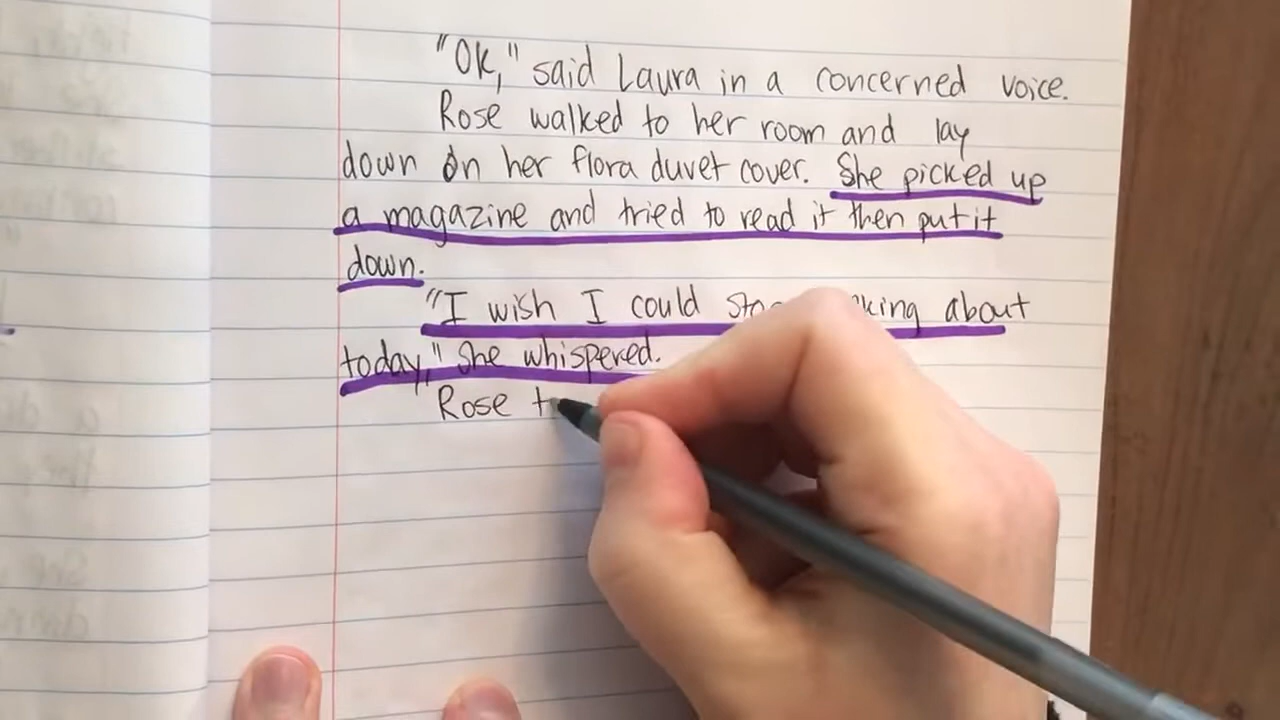 "Ok," said Laura in a concerned voice.
Rose walked to her room and lay
down on her flora duvet cover. She picked up
a magazine and tried to read it then put it
down.
"I wish I could about
today," she whispered.
Rose t